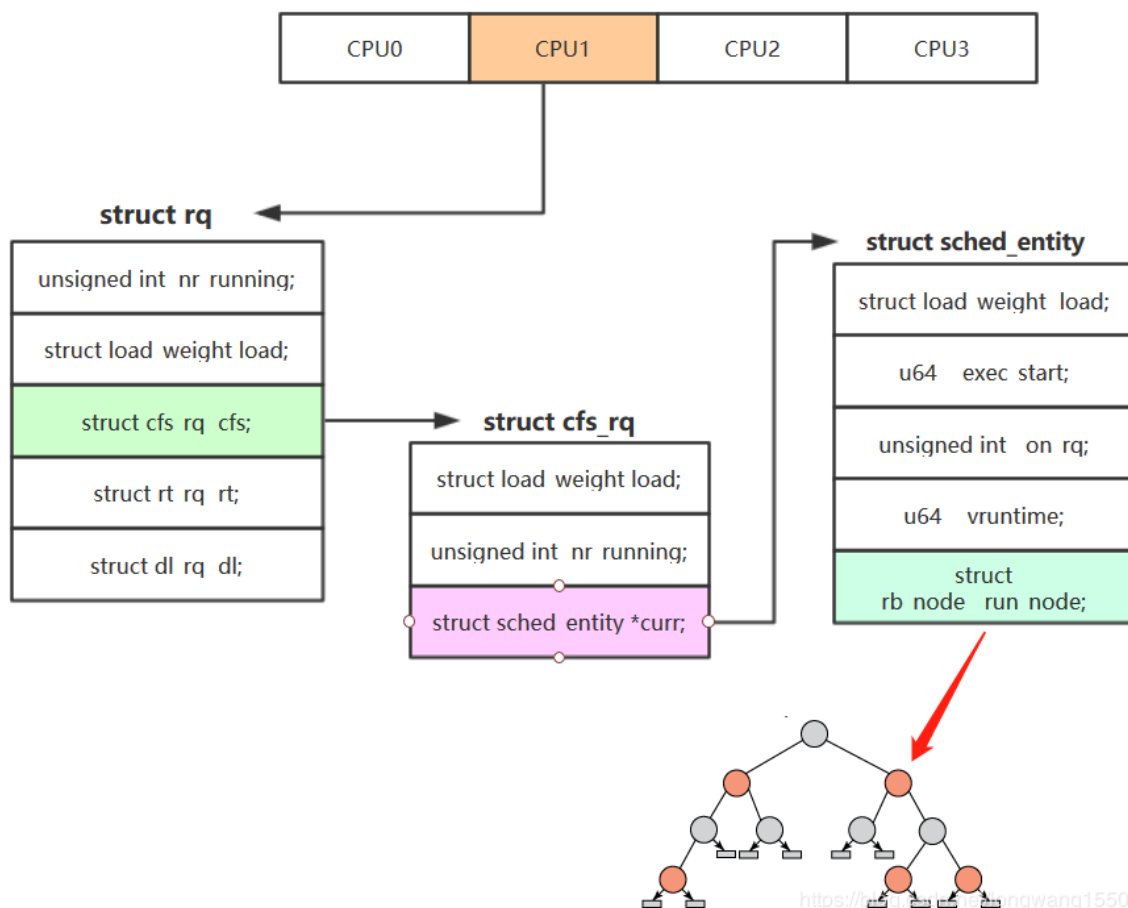 CPU0
CPU1
CPU2
CPU3
struct rq
unsigned int nr running;
struct load weight load;
struct cfs rq cfs;
struct rt rq rt;
struct dl rq dl;
struct cfs_rq
struct load weight load;
unsigned int nr running;
struct sched entity *curr;
struct sched_entity
struct load weight load;
u64 exec start;
unsigned int on rq;
u64 vruntime;
struct
rb node run node;